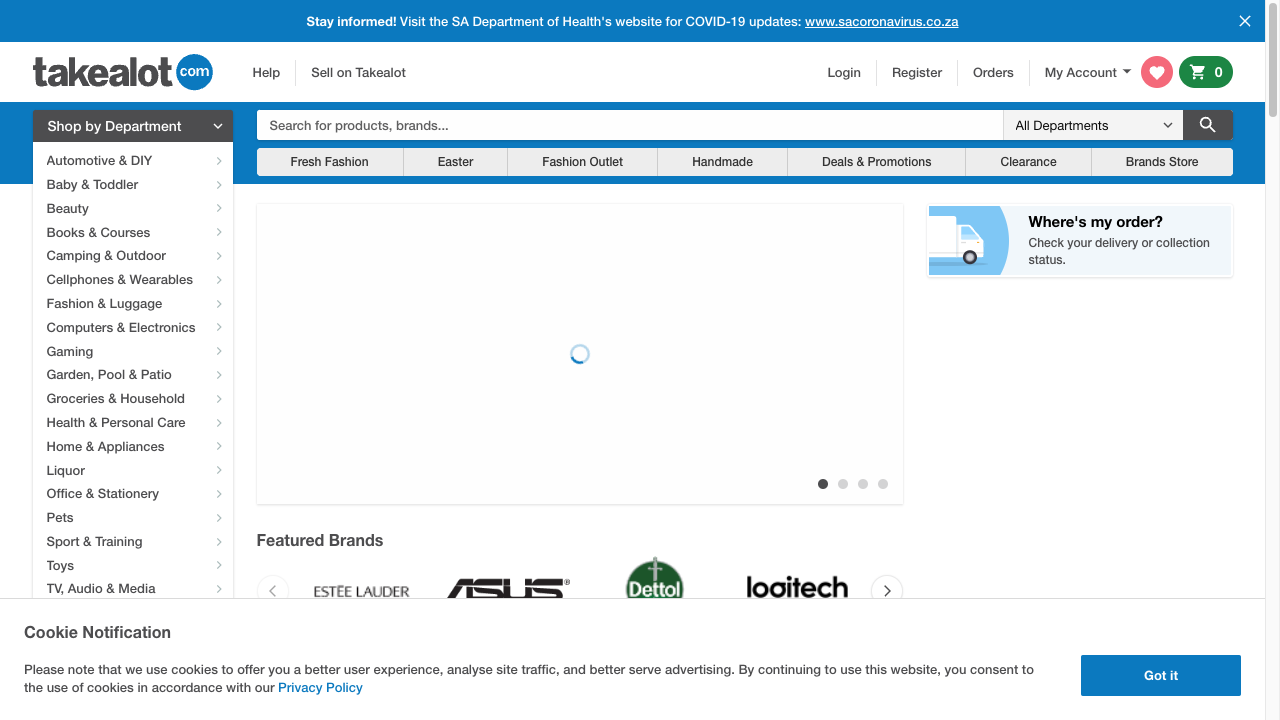 Stay informed! Visit the SA Department of Health's website for COVID-19 updates: www.sacoronavirus.co.za
takealot com
Help
Sell on Takealot
Login
Register
Orders
My Account
0
Shop by Department
Search for products, brands...
All Departments
Fresh Fashion
Easter
Fashion Outlet
Handmade
Deals & Promotions
Clearance
Brands Store
Automotive & DIY
Baby & Toddler
Beauty
Books & Courses
Camping & Outdoor
Cellphones & Wearables
Fashion & Luggage
Computers & Electronics
Gaming
Garden, Pool & Patio
Groceries & Household
Health & Personal Care
Home & Appliances
Liquor
Office & Stationery
Pets
Sport & Training
Toys
TV, Audio & Media
Where's my order?
Check your delivery or collection
status.
Featured Brands
ESTĒE LAUDER
ASUS
Dettol
logitech
Cookie Notification
Please note that we use cookies to offer you a better user experience, analyse site traffic, and better serve advertising. By continuing to use this website, you consent to
the use of cookies in accordance with our Privacy Policy
Got it